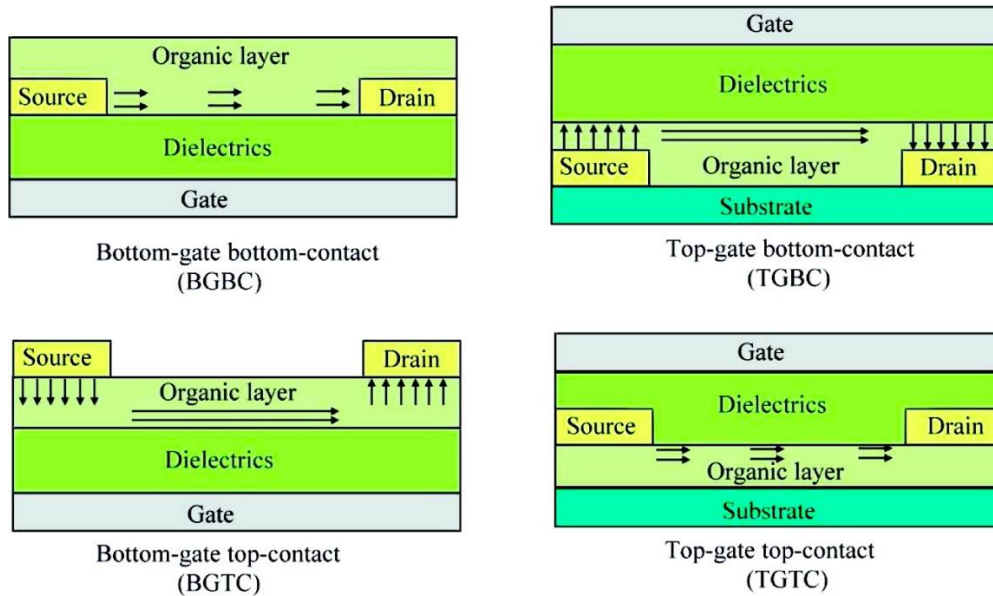 Organic layer
Source
Drain
Dielectrics
Gate
Bottom-gate bottom-contact
(BGBC)
Gate
Dielectrics
Source
Organic layer
Drain
Substrate
Top-gate bottom-contact
(TGBC)
Source
Drain
Organic layer
Dielectrics
Gate
Bottom-gate top-contact
(BGTC)
Gate
Dielectrics
Source
Drain
Organic layer
Substrate
Top-gate top-contact
(TGTC)